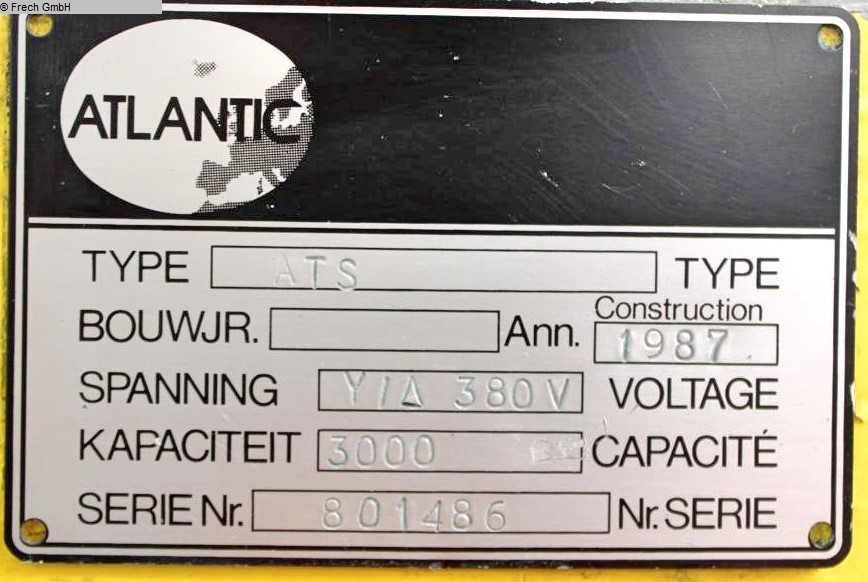 © Frech GmbH
ATLANTIC
TYPE ATS TYPE
BOUWJR. Ann. Construction 1987
SPANNING Y/Δ 380V VOLTAGE
KAPACITEIT 3000 CAPACITÉ
SERIE Nr. 801486 Nr. SERIE